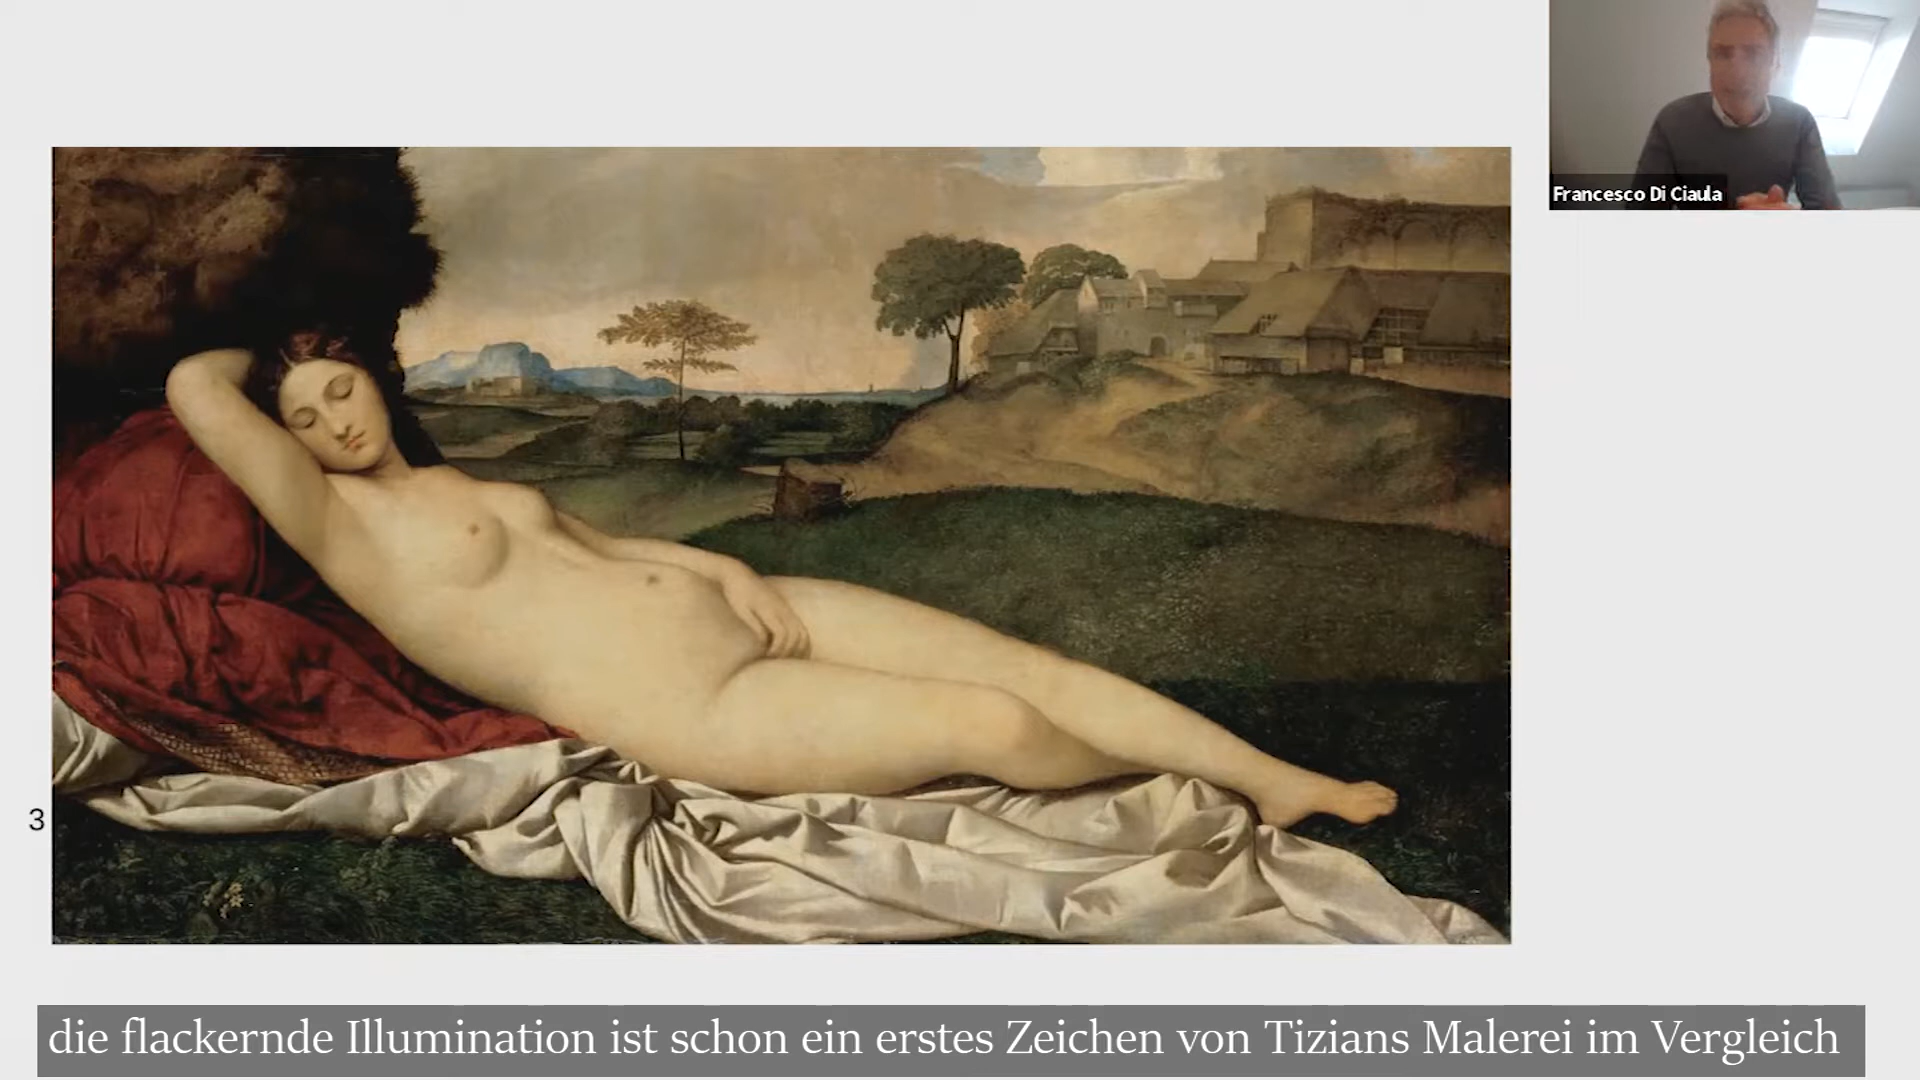 Francesco Di Ciaula
3
die flackernde Illumination ist schon ein erstes Zeichen von Tizians Malerei im Vergleich